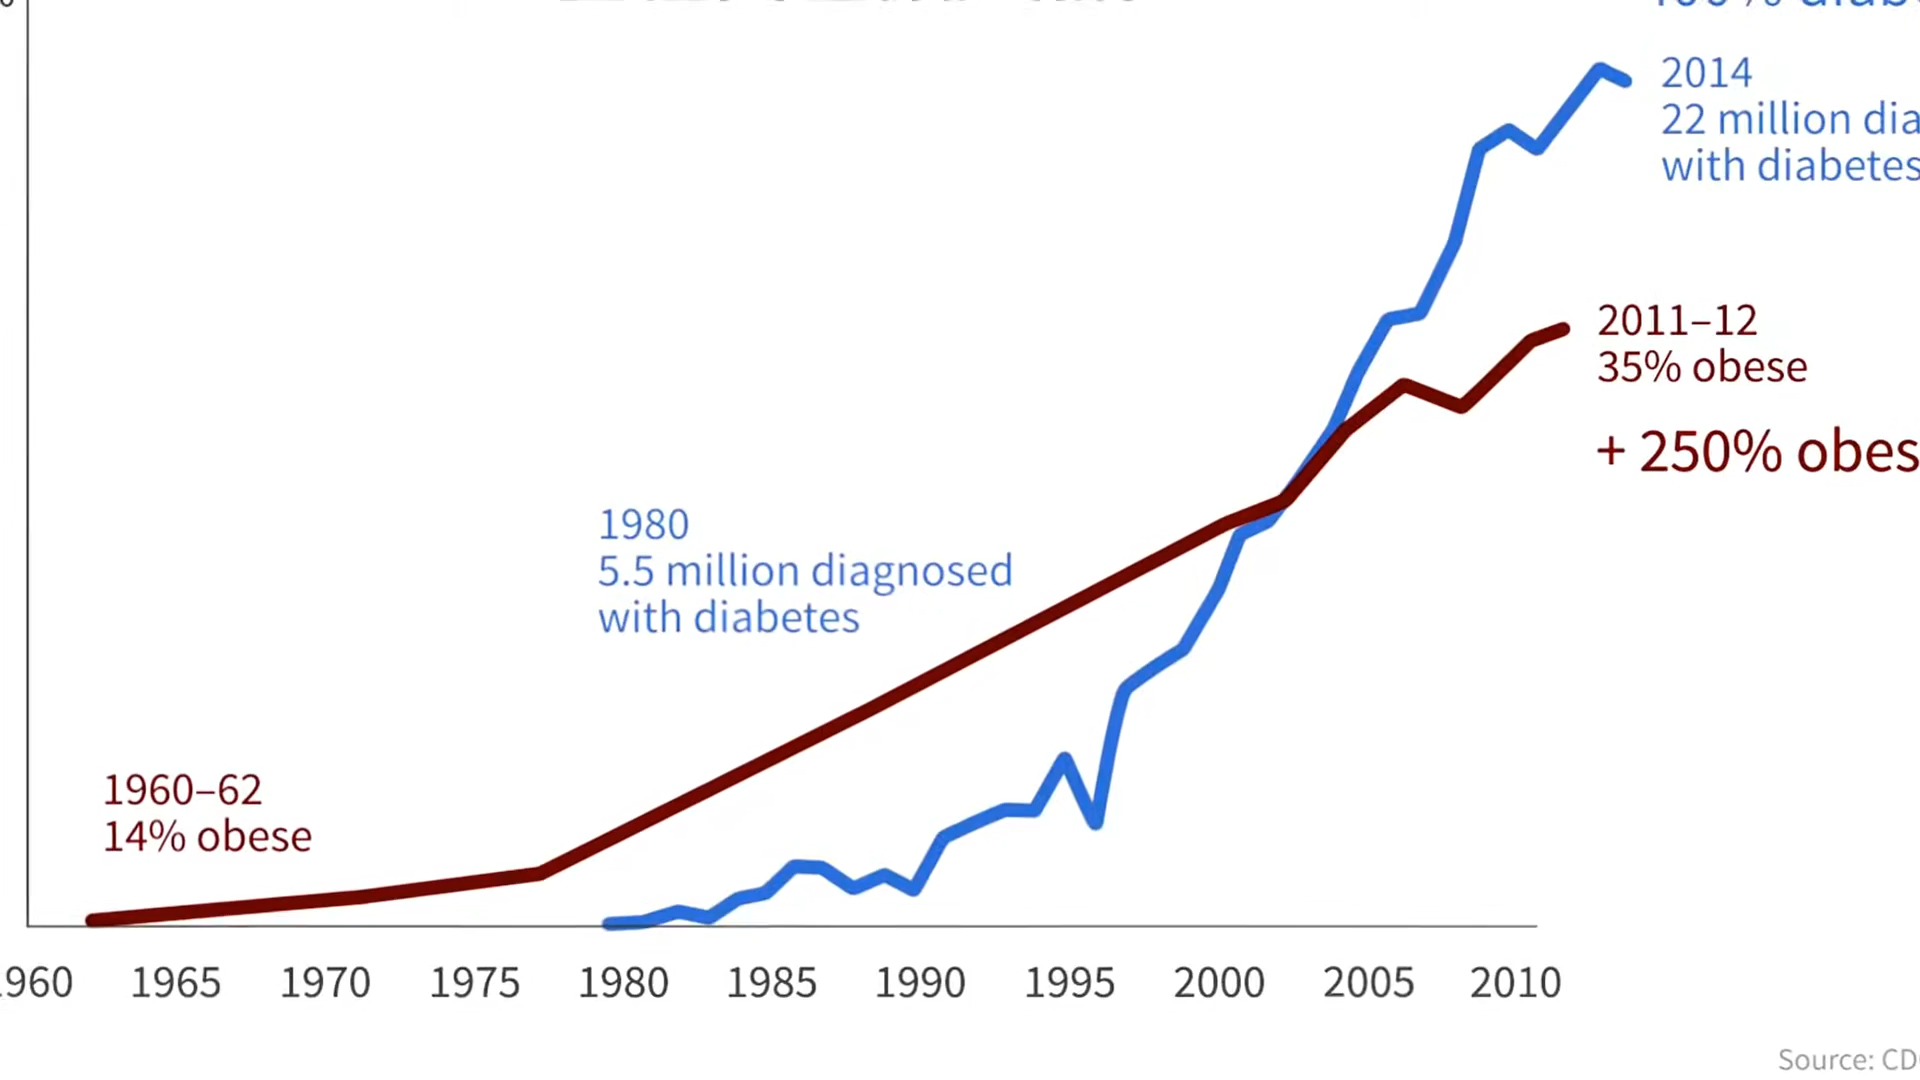 2014
22 million dia
with diabetes
2011–12
35% obese
+ 250% obes
1980
5.5 million diagnosed
with diabetes
1960–62
14% obese
960 1965 1970 1975 1980 1985 1990 1995 2000 2005 2010
Source: CD